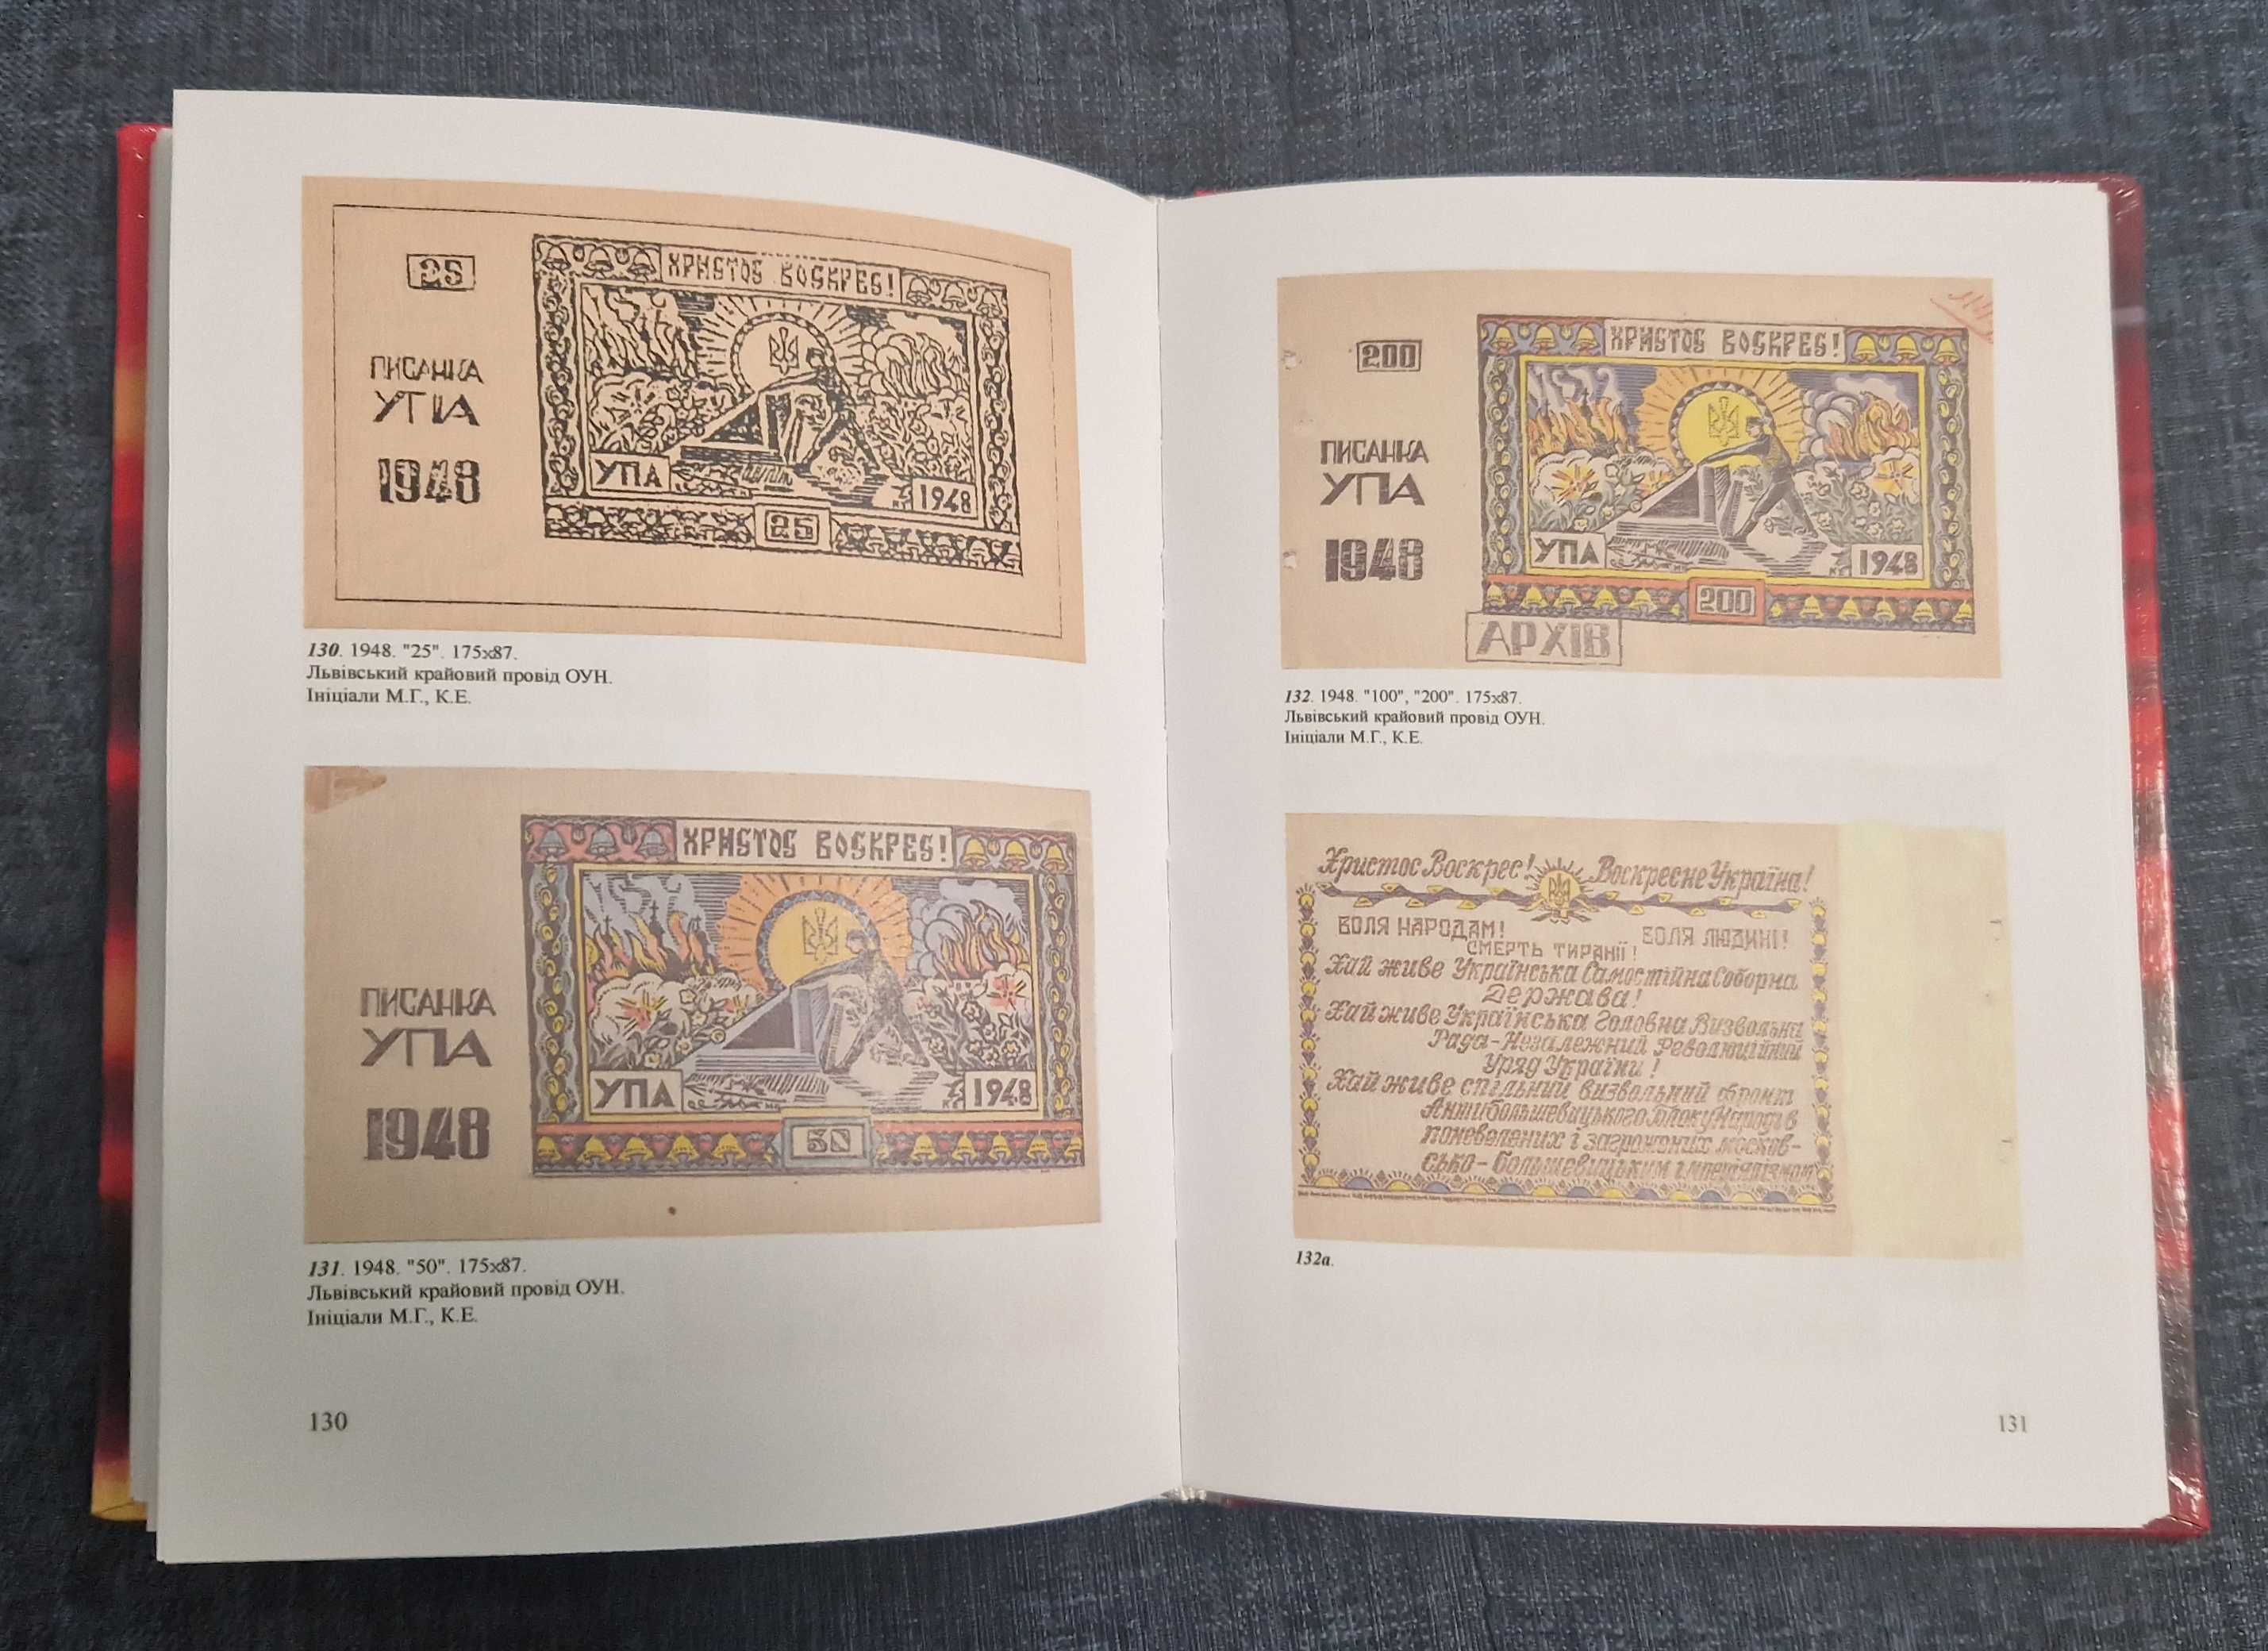 25
ПИСАНКА
УПА
1948
ХРИСТОС ВОСКРЕС!
УПА
1948
25
130. 1948. "25". 175х87.
Львівський крайовий провід ОУН.
Ініціали М.Г., К.Е.
ПИСАНКА
УПА
1948
ХРИСТОС ВОСКРЕС!
УПА
1948
50
131. 1948. "50". 175х87.
Львівський крайовий провід ОУН.
Ініціали М.Г., К.Е.
130
200
ПИСАНКА
УПА
1948
ХРИСТОС ВОСКРЕС!
УПА
1948
200
АРХІВ
132. 1948. "100", "200". 175х87.
Львівський крайовий провід ОУН.
Ініціали М.Г., К.Е.
Христос Воскрес! Воскресне Україна!
ВОЛЯ НАРОДАМ! ВОЛЯ ЛЮДИНІ!
СМЕРТЬ ТИРАНІЇ!
Хай живе Українська Самостійна Соборна
Держава!
Хай живе Українська Головна Визвольна
Рада - Незалежний Революційний
Уряд України!
Хай живе спільний визвольний фронт
Антибольшевицького Блоку Народів
поневолених і загрожених москов-
сько - большевицьким імперіялізмом
132а.
131